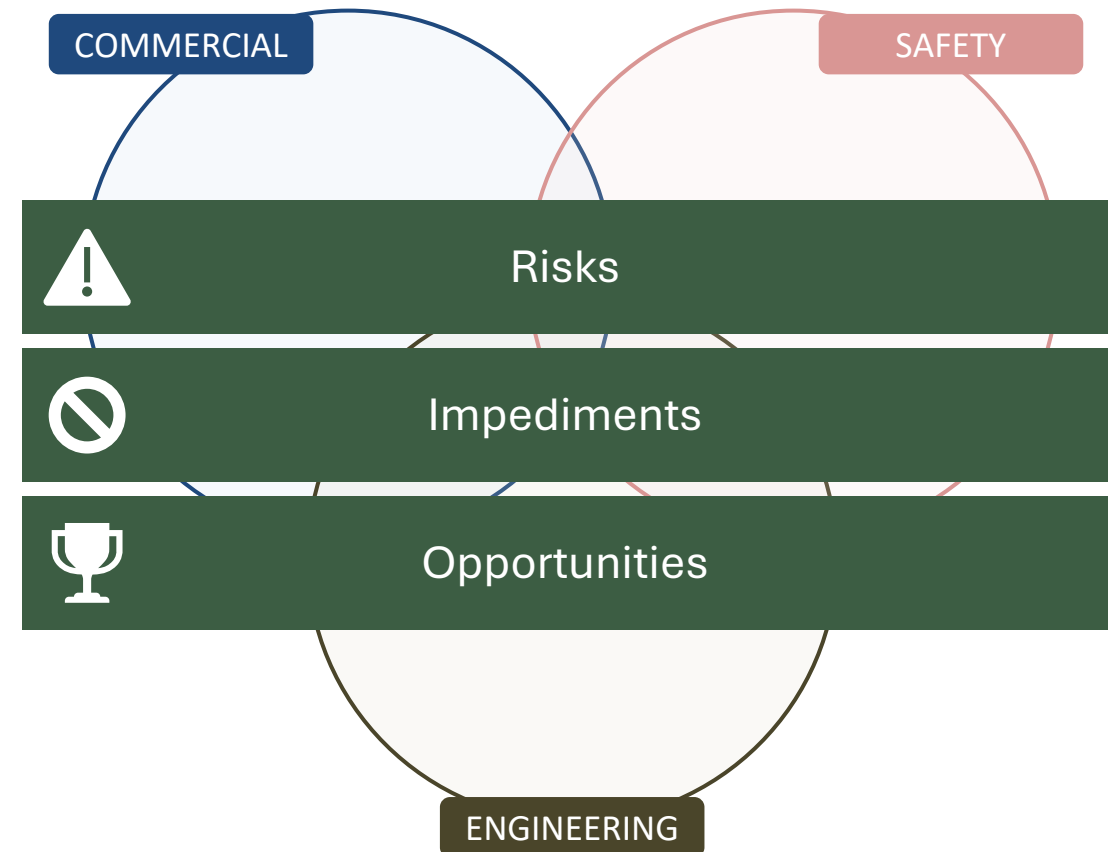 COMMERCIAL
SAFETY
Risks
Impediments
Opportunities
ENGINEERING